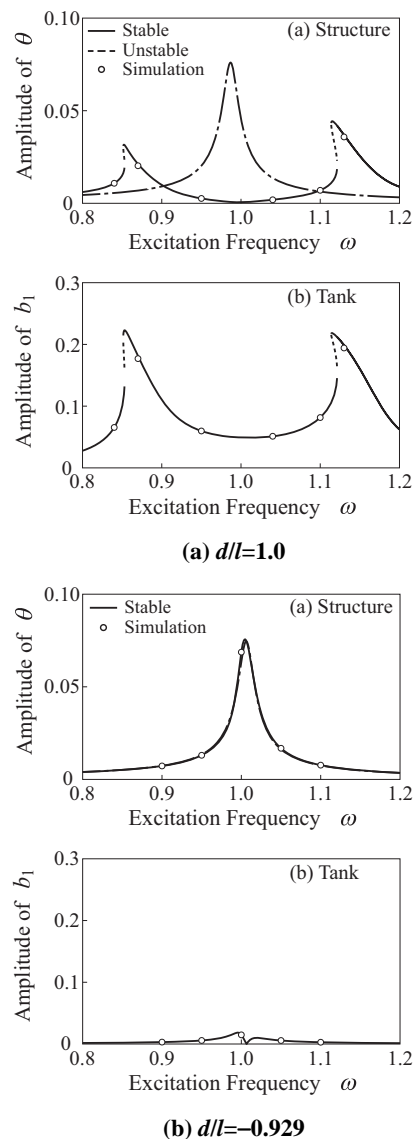 0.10
Stable
(a) Structure
Unstable
Simulation
0.05
0
Amplitude of θ
0.8 0.9 1.0 1.1 1.2
Excitation Frequency ω
0.3
(b) Tank
0.2
0.1
0
Amplitude of b₁
0.8 0.9 1.0 1.1 1.2
Excitation Frequency ω
(a) d/l=1.0
0.10
Stable
(a) Structure
Simulation
0.05
0
Amplitude of θ
0.8 0.9 1.0 1.1 1.2
Excitation Frequency ω
0.3
(b) Tank
0.2
0.1
0
Amplitude of b₁
0.8 0.9 1.0 1.1 1.2
Excitation Frequency ω
(b) d/l=–0.929